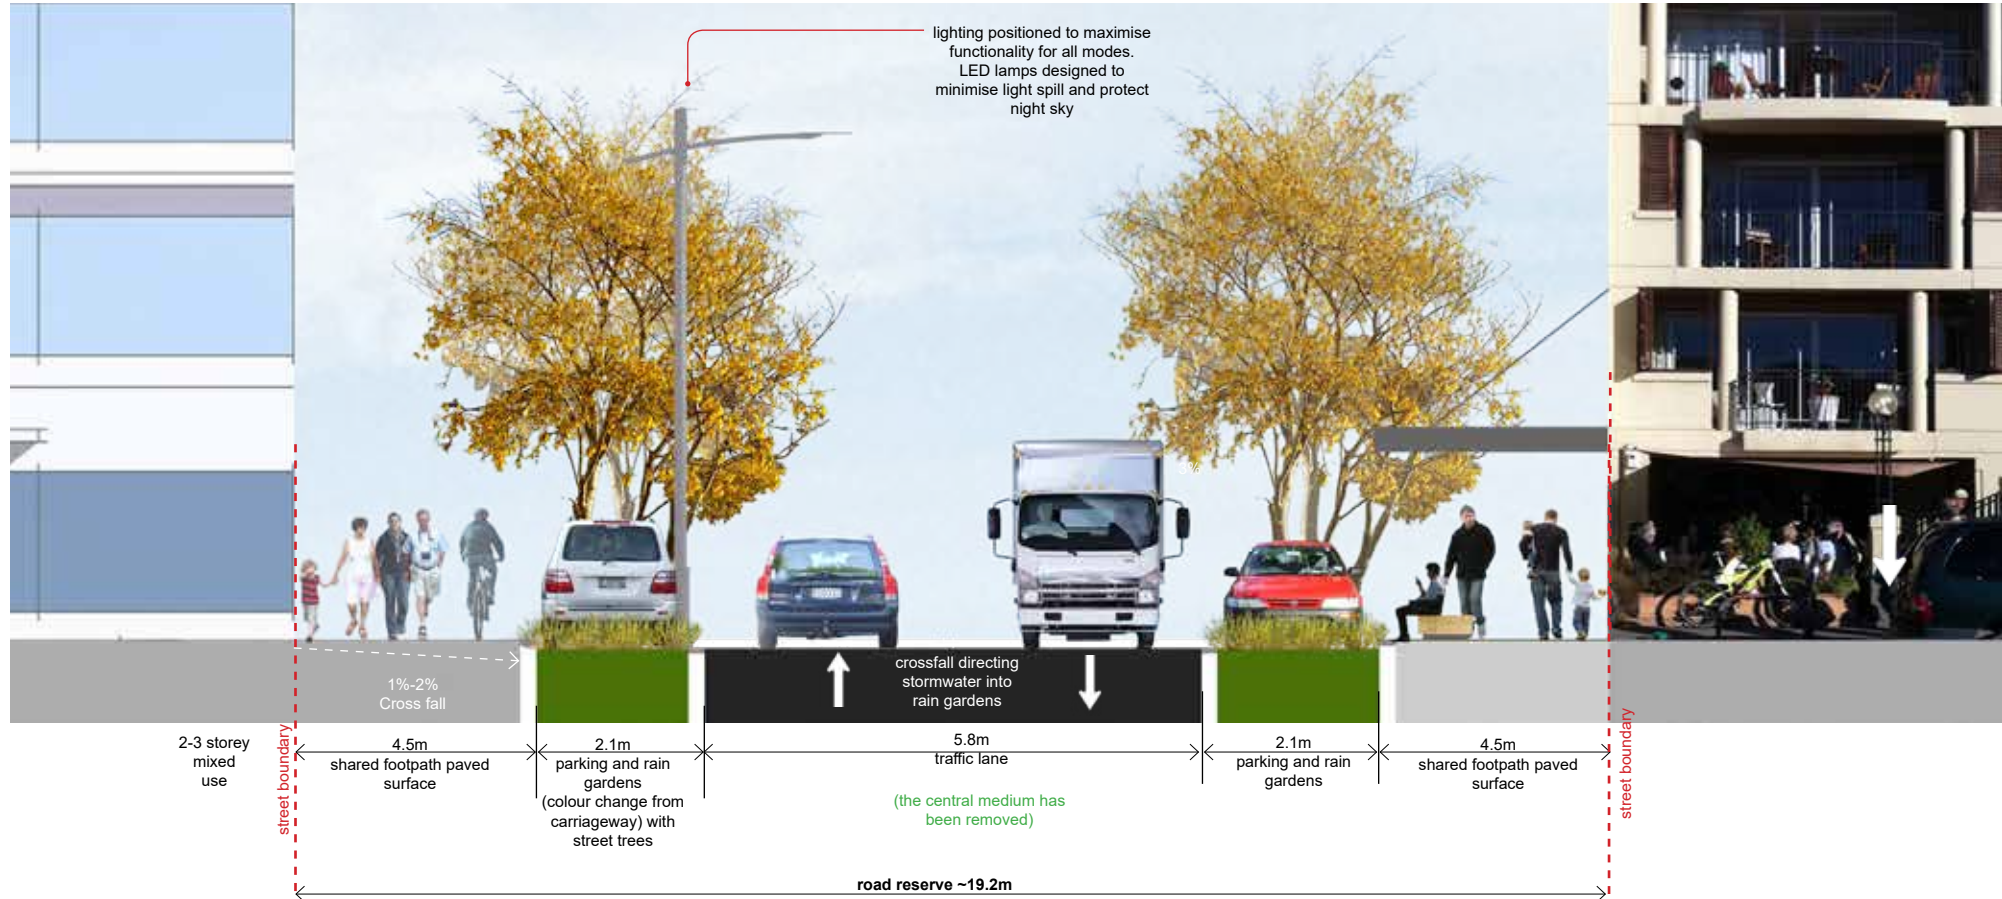 lighting positioned to maximise
functionality for all modes.
LED lamps designed to
minimise light spill and protect
night sky
1%-2%
Cross fall
crossfall directing
stormwater into
rain gardens
2-3 storey
mixed
use
street boundary
4.5m
shared footpath paved
surface
2.1m
parking and rain
gardens
(colour change from
carriageway) with
street trees
5.8m
traffic lane
(the central medium has
been removed)
2.1m
parking and rain
gardens
4.5m
shared footpath paved
surface
street boundary
road reserve ~19.2m